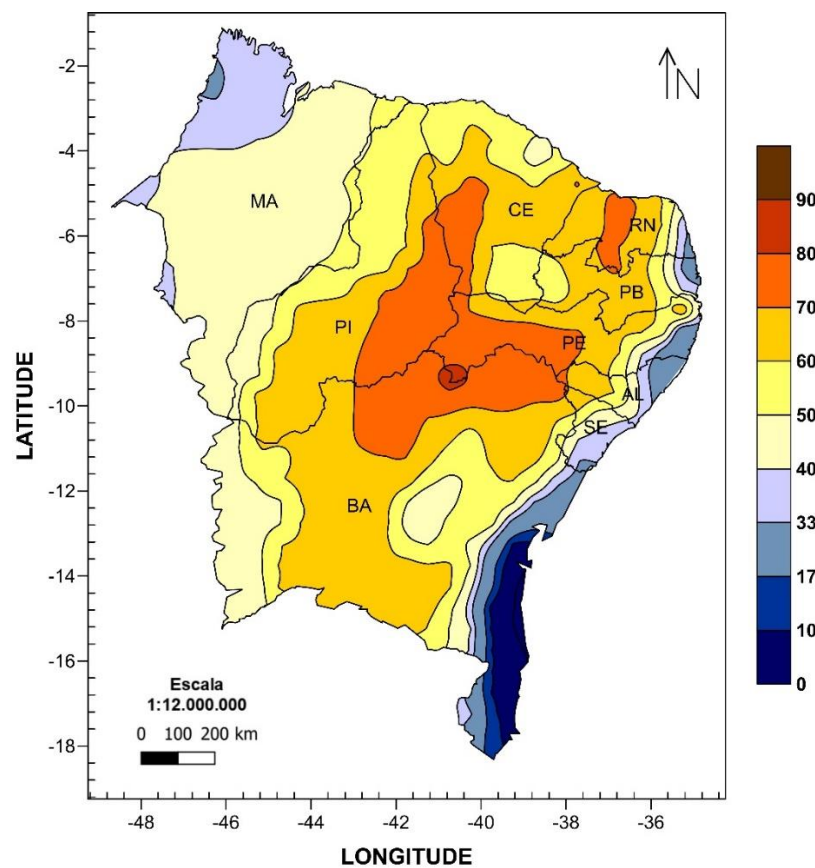 N
-2
-4
-6
-8
-10
-12
-14
-16
-18
LATITUDE
MA
CE
RN
PB
PI
PE
AL
SE
BA
90
80
70
60
50
40
33
17
10
0
Escala
1:12.000.000
0 100 200 km
-48 -46 -44 -42 -40 -38 -36
LONGITUDE